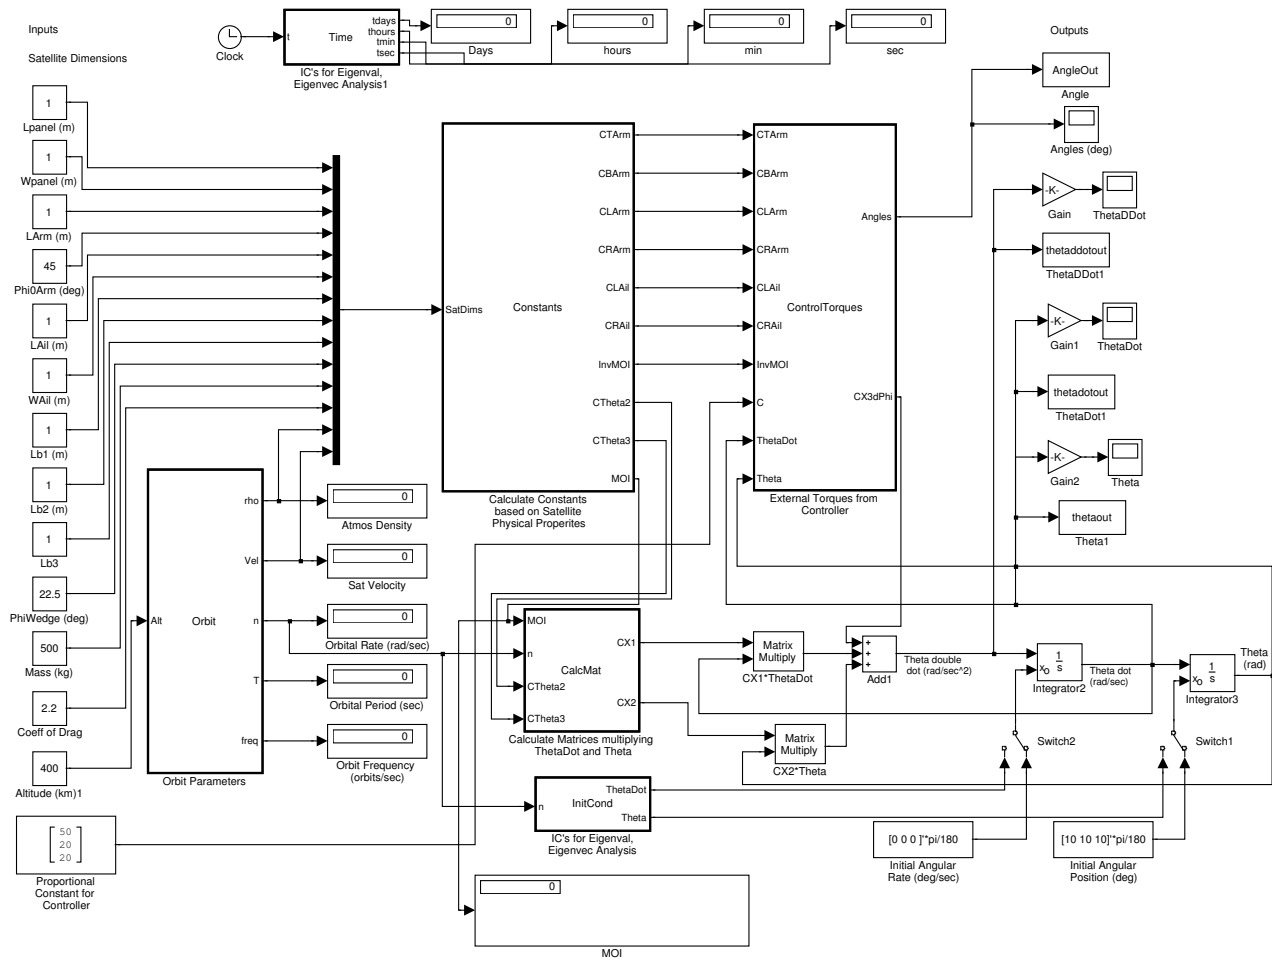 Inputs
Satellite Dimensions
Clock
t
Time
tdays
thours
tmin
tsec
IC's for Eigenval,
Eigenvec Analysis1
0
Days
0
hours
0
min
0
sec
Outputs
1
Lpanel (m)
1
Wpanel (m)
1
LArm (m)
45
Phi0Arm (deg)
1
LAil (m)
1
WAil (m)
1
Lb1 (m)
1
Lb2 (m)
1
Lb3
22.5
PhiWedge (deg)
500
Mass (kg)
2.2
Coeff of Drag
400
Altitude (km)1
50
20
20
Proportional
Constant for
Controller
Alt
Orbit
rho
Vel
n
T
freq
Orbit Parameters
0
Atmos Density
0
Sat Velocity
0
Orbital Rate (rad/sec)
0
Orbital Period (sec)
0
Orbit Frequency
(orbits/sec)
SatDims
Constants
CTArm
CBArm
CLArm
CRArm
CLAil
CRAil
InvMOI
CTheta2
CTheta3
MOI
Calculate Constants
based on Satellite
Physical Properites
CTArm
CBArm
CLArm
CRArm
CLAil
CRAil
InvMOI
C
ThetaDot
Theta
ControlTorques
Angles
CX3dPhi
External Torques from
Controller
AngleOut
Angle
Angles (deg)
-K-
Gain
ThetaDDot
thetaddotout
ThetaDDot1
-K-
Gain1
ThetaDot
thetadotout
ThetaDot1
-K-
Gain2
Theta
thetaout
Theta1
MOI
n
CTheta2
CTheta3
CalcMat
CX1
CX2
Calculate Matrices multiplying
ThetaDot and Theta
Matrix
Multiply
CX1*ThetaDot
Matrix
Multiply
CX2*Theta
+
+
+
Add1
Theta double
dot (rad/sec^2)
1
s
xo
Integrator2
Theta dot
(rad/sec)
1
s
xo
Integrator3
Theta
(rad)
Switch2
Switch1
n
InitCond
ThetaDot
Theta
IC's for Eigenval,
Eigenvec Analysis
[0 0 0 ]'*pi/180
Initial Angular
Rate (deg/sec)
[10 10 10]'*pi/180
Initial Angular
Position (deg)
0
MOI